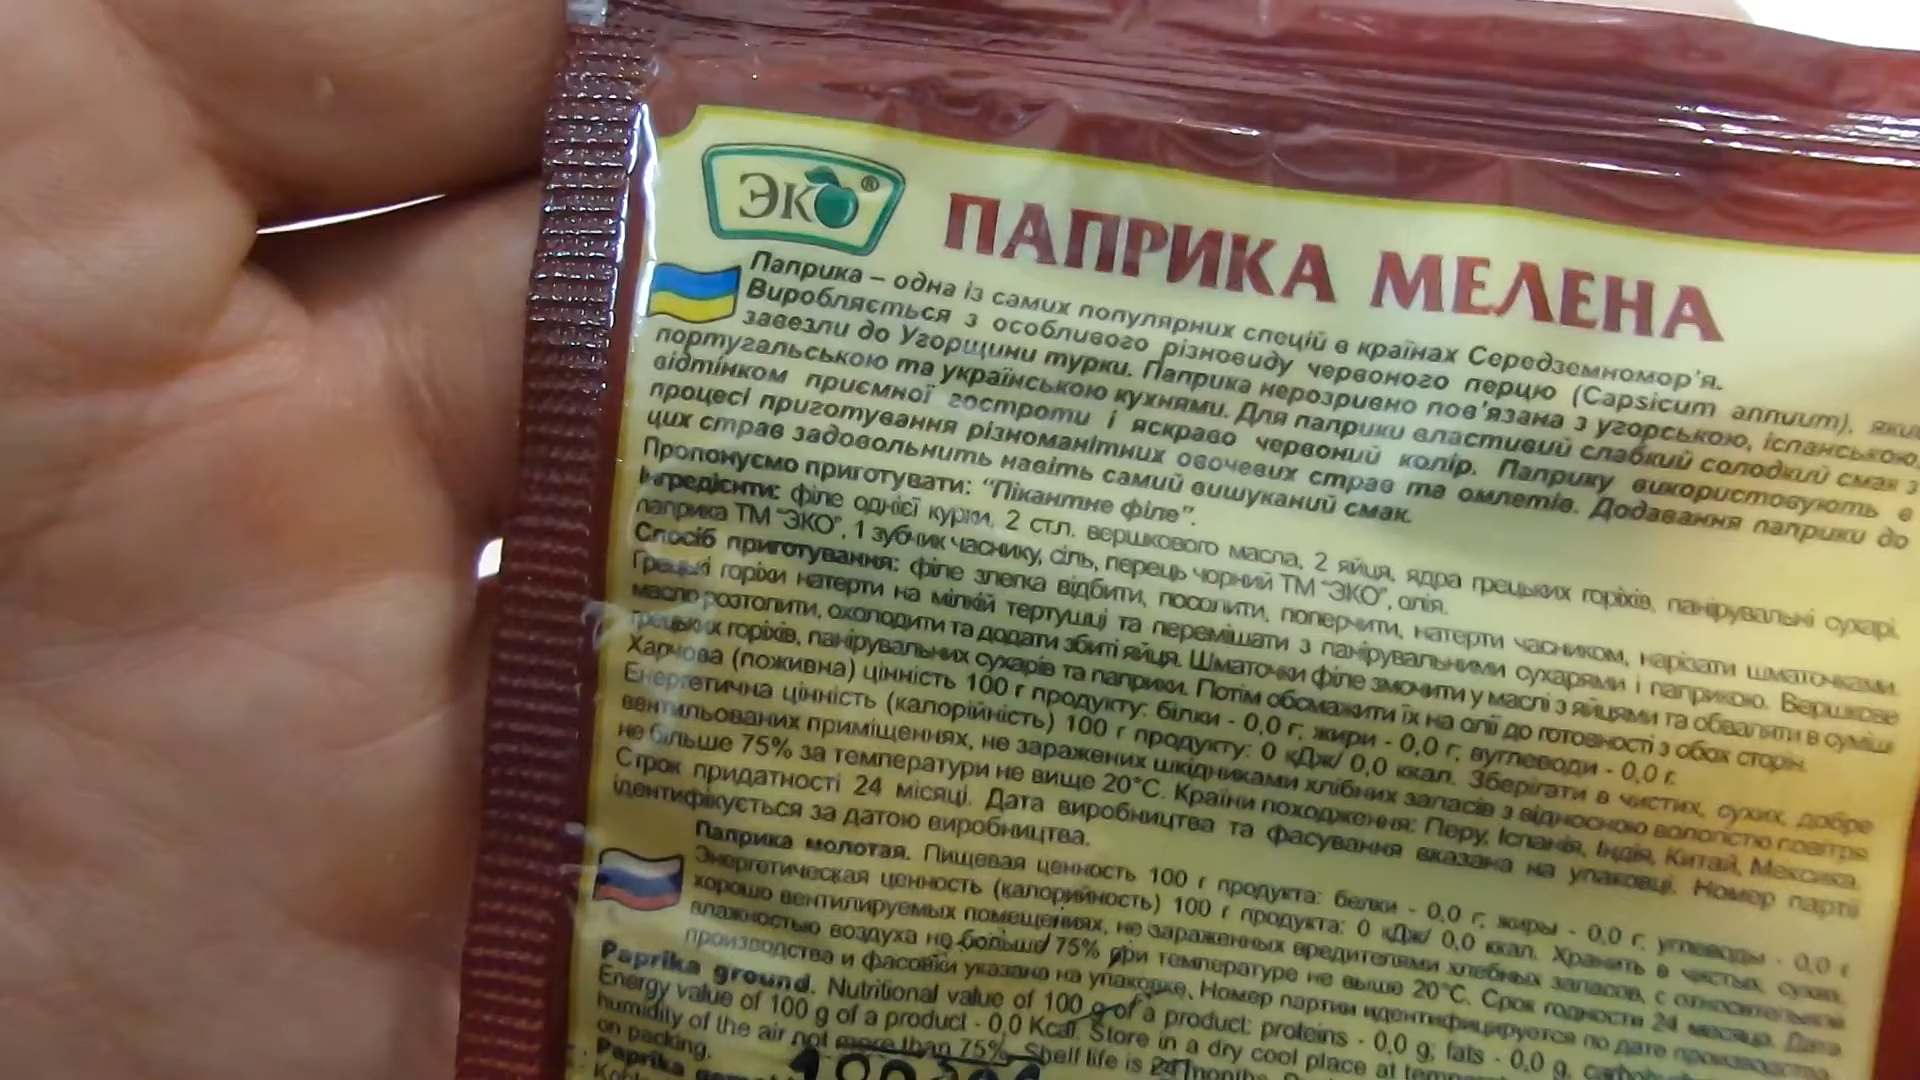 ЭКО®
ПАПРИКА МЕЛЕНА
Паприка – одна із самих популярних спецій в країнах Середземномор'я.
Виробляється з особливого різновиду червоного перцю (Capsicum annuum), який
завезли до Угорщини турки. Паприка нерозривно пов'язана з угорською, іспанською,
португальською та українською кухнями. Для паприки властивий слабкий солодкий смак з
відтінком приємної гостроти і яскраво червоний колір. Паприку використовують в
процесі приготування різноманітних овочевих страв та омлетів. Додавання паприки до
цих страв задовольнить навіть самий вишуканий смак.
Пропонуємо приготувати: "Пікантне філе".
Інгредієнти: філе однієї курки, 2 ст.л. вершкового масла, 2 яйця, ядра грецьких горіхів, панірувальні сухарі,
паприка ТМ "ЭКО", 1 зубчик часнику, сіль, перець чорний ТМ "ЭКО", олія.
Спосіб приготування: філе злегка відбити, посолити, поперчити, натерти часником, нарізати шматочками.
Грецькі горіхи натерти на мілкій тертушці та перемішати з панірувальними сухарями і паприкою. Вершкове
масло розтопити, охолодити та додати збиті яйця. Шматочки філе змочити у маслі з яйцями та обваляти в суміші
грецьких горіхів, панірувальних сухарів та паприки. Потім обсмажити їх на олії до готовності з обох сторін.
Харчова (поживна) цінність 100 г продукту: білки - 0,0 г, жири - 0,0 г, вуглеводи - 0,0 г.
Енергетична цінність (калорійність) 100 г продукту: 0 кДж/ 0,0 ккал. Зберігати в чистих, сухих, добре
вентильованих приміщеннях, не заражених шкідниками хлібних запасів з відносною вологістю повітря
не більше 75% за температури не вище 20°C. Країни походження: Перу, Іспанія, Індія, Китай, Мексика.
Строк придатності 24 місяці. Дата виробництва та фасування вказана на упаковці. Номер партії
ідентифікується за датою виробництва.
Паприка молотая. Пищевая ценность 100 г продукта: белки - 0,0 г, жиры - 0,0 г, углеводы - 0,0 г
Энергетическая ценность (калорийность) 100 г продукта: 0 кДж/ 0,0 ккал. Хранить в чистых, сухих,
хорошо вентилируемых помещениях, не зараженных вредителями хлебных запасов, с относительной
влажностью воздуха не больше 75% при температуре не выше 20°C. Срок годности 24 месяца. Дата
производства и фасовки указана на упаковке. Номер партии идентифицируется по дате производства.
Paprika ground. Nutritional value of 100 g of a product: proteins - 0,0 g, fats - 0,0 g,
Energy value of 100 g of a product - 0,0 Kcal. Store in a dry cool place at
humidity of the air not more than 75%. Shelf life is 24 months.
on packing.
Paprika